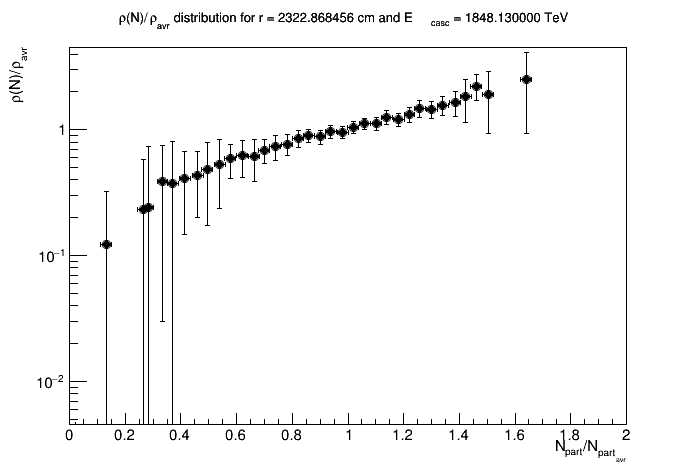 ρ(N)/ρavr distribution for r = 2322.868456 cm and E casc = 1848.130000 TeV
ρ(N)/ρavr
1
10⁻¹
10⁻²
0 0.2 0.4 0.6 0.8 1 1.2 1.4 1.6 1.8 2
Npart/Npartavr